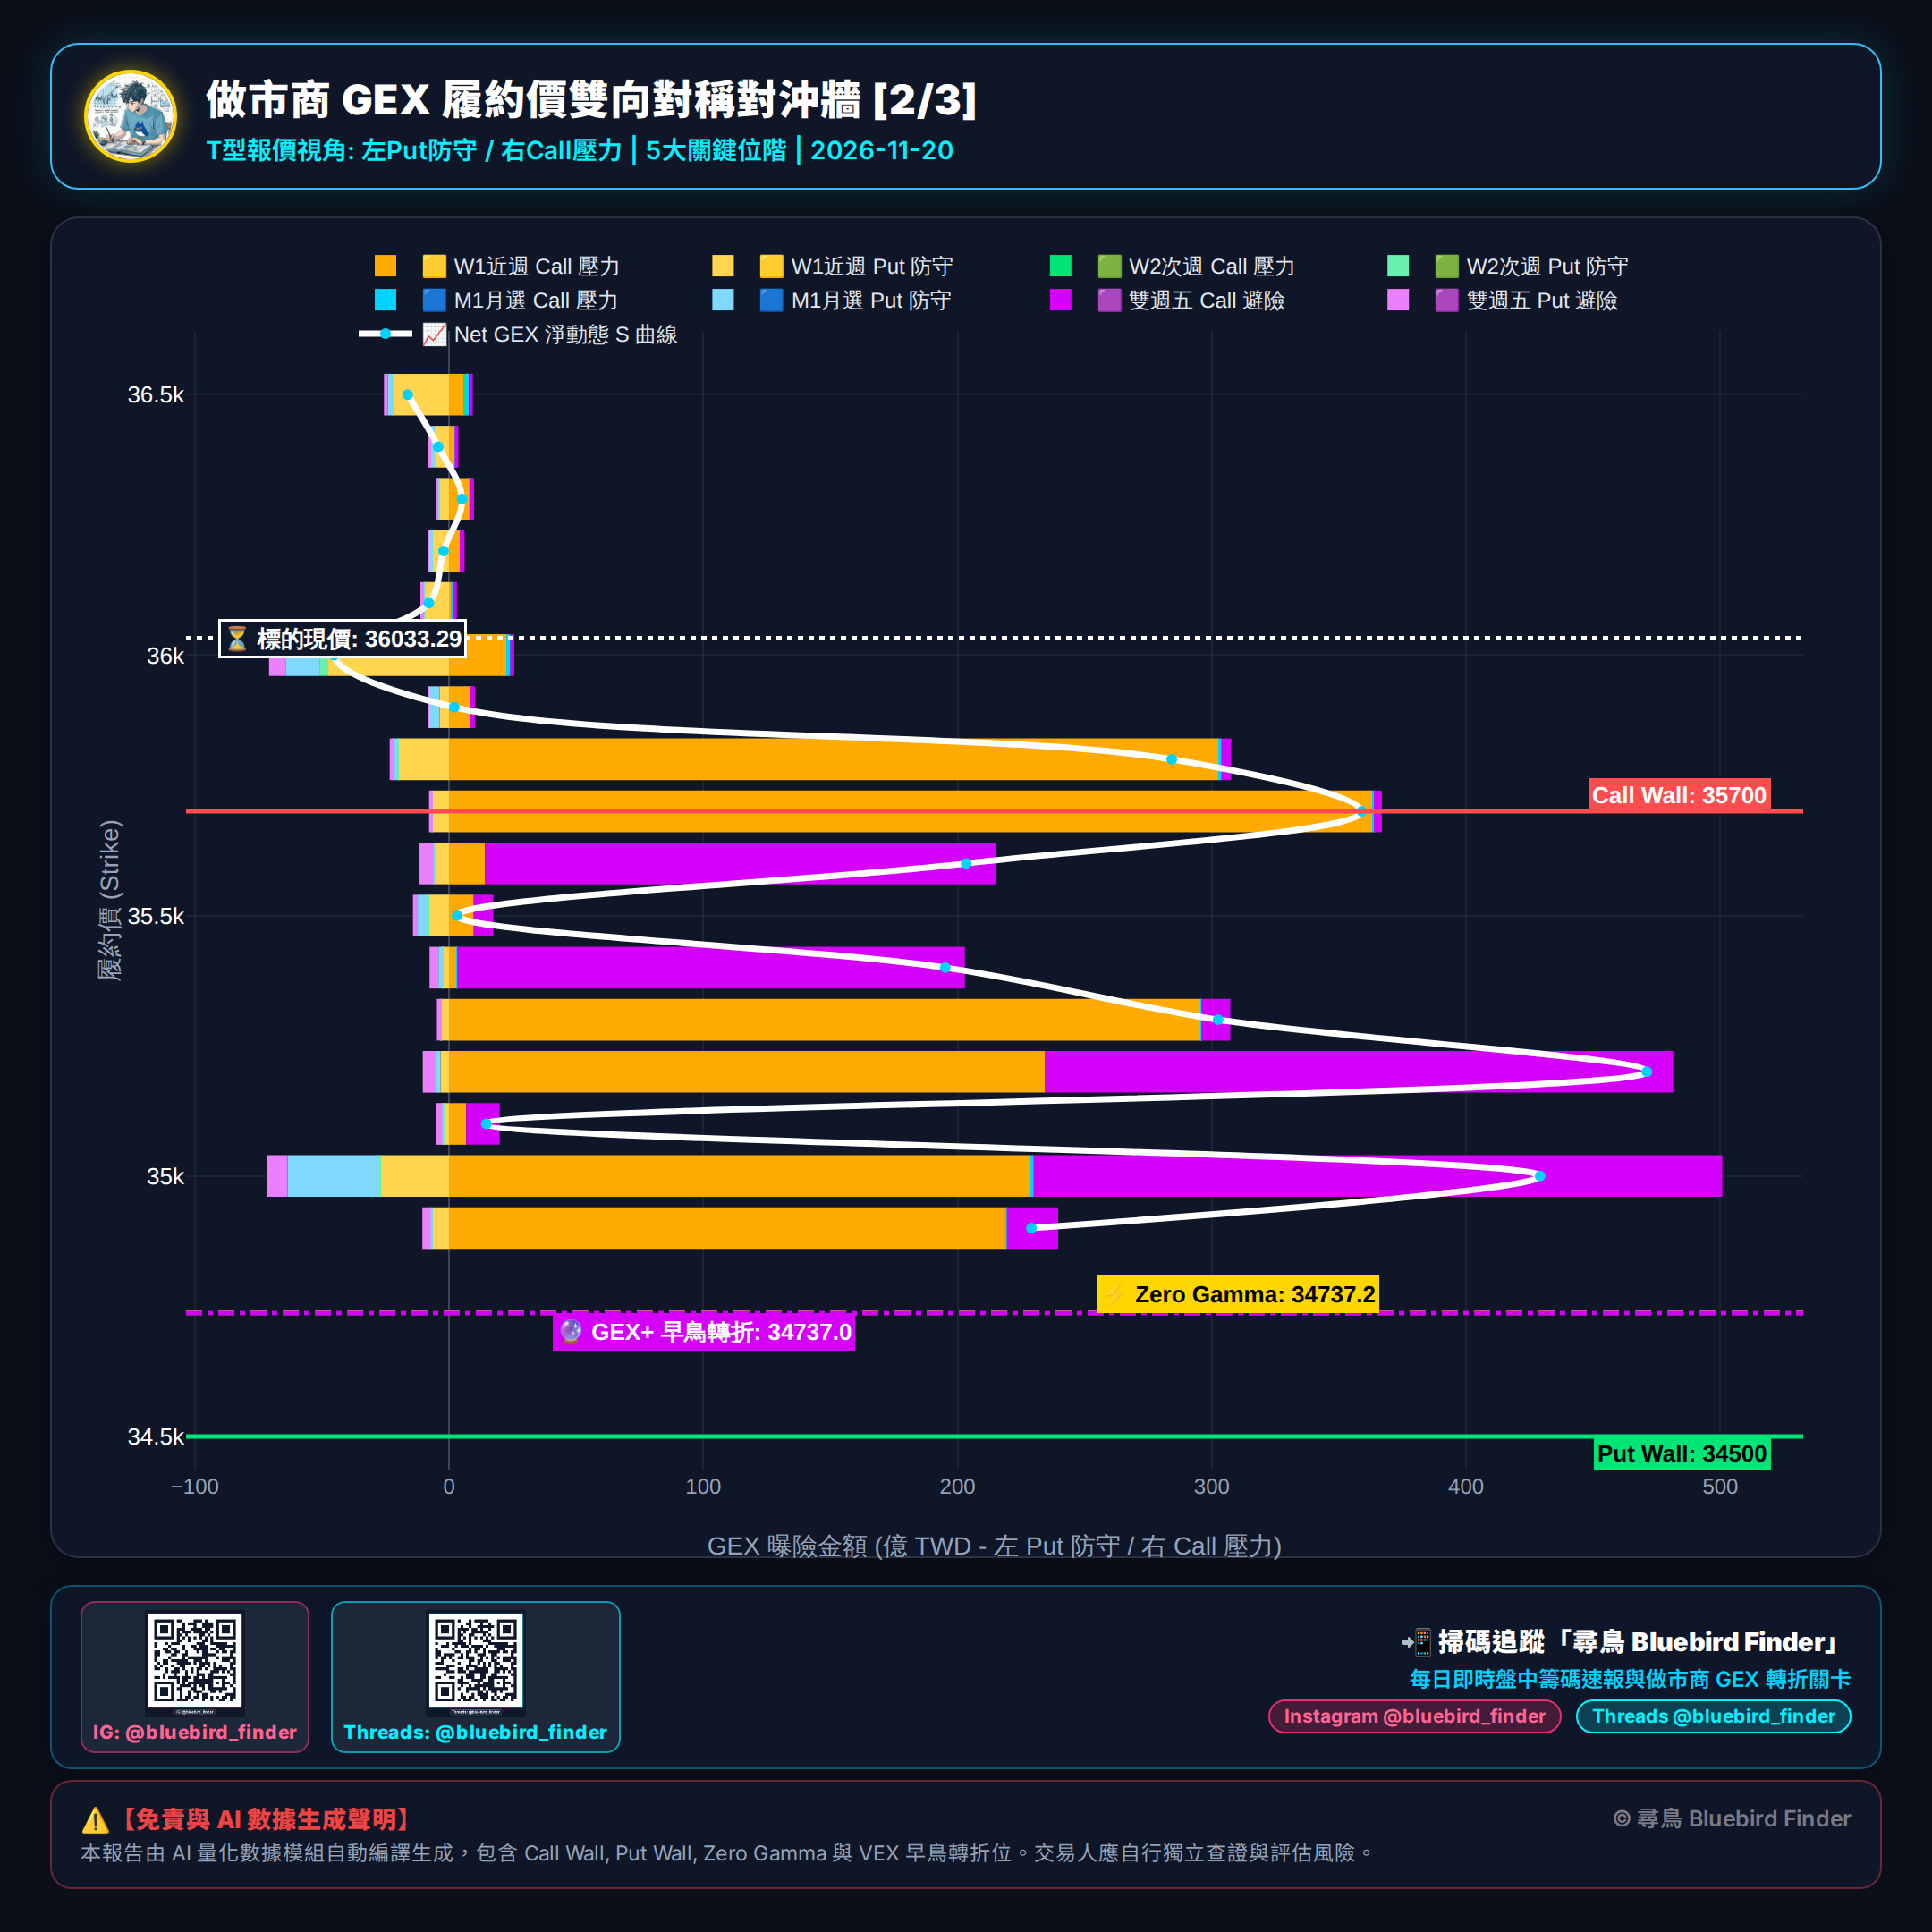 做市商 GEX 履約價雙向對稱對沖牆 [2/3]
T型報價視角: 左Put防守 / 右Call壓力 | 5大關鍵位階 | 2026-11-20
W1近週 Call 壓力
W1近週 Put 防守
W2次週 Call 壓力
W2次週 Put 防守
M1月選 Call 壓力
M1月選 Put 防守
雙週五 Call 避險
雙週五 Put 避險
Net GEX 淨動態 S 曲線
36.5k
標的現價: 36033.29
36k
Call Wall: 35700
履約價 (Strike)
35.5k
35k
Zero Gamma: 34737.2
GEX+ 早鳥轉折: 34737.0
34.5k
Put Wall: 34500
−100
0
100
200
300
400
500
GEX 曝險金額 (億 TWD - 左 Put 防守 / 右 Call 壓力)
IG: @bluebird_finder
Threads: @bluebird_finder
掃碼追蹤「尋鳥 Bluebird Finder」
每日即時盤中籌碼速報與做市商 GEX 轉折關卡
Instagram @bluebird_finder
Threads @bluebird_finder
【免責與 AI 數據生成聲明】
© 尋鳥 Bluebird Finder
本報告由 AI 量化數據模組自動編譯生成，包含 Call Wall, Put Wall, Zero Gamma 與 VEX 早鳥轉折位。交易人應自行獨立查證與評估風險。